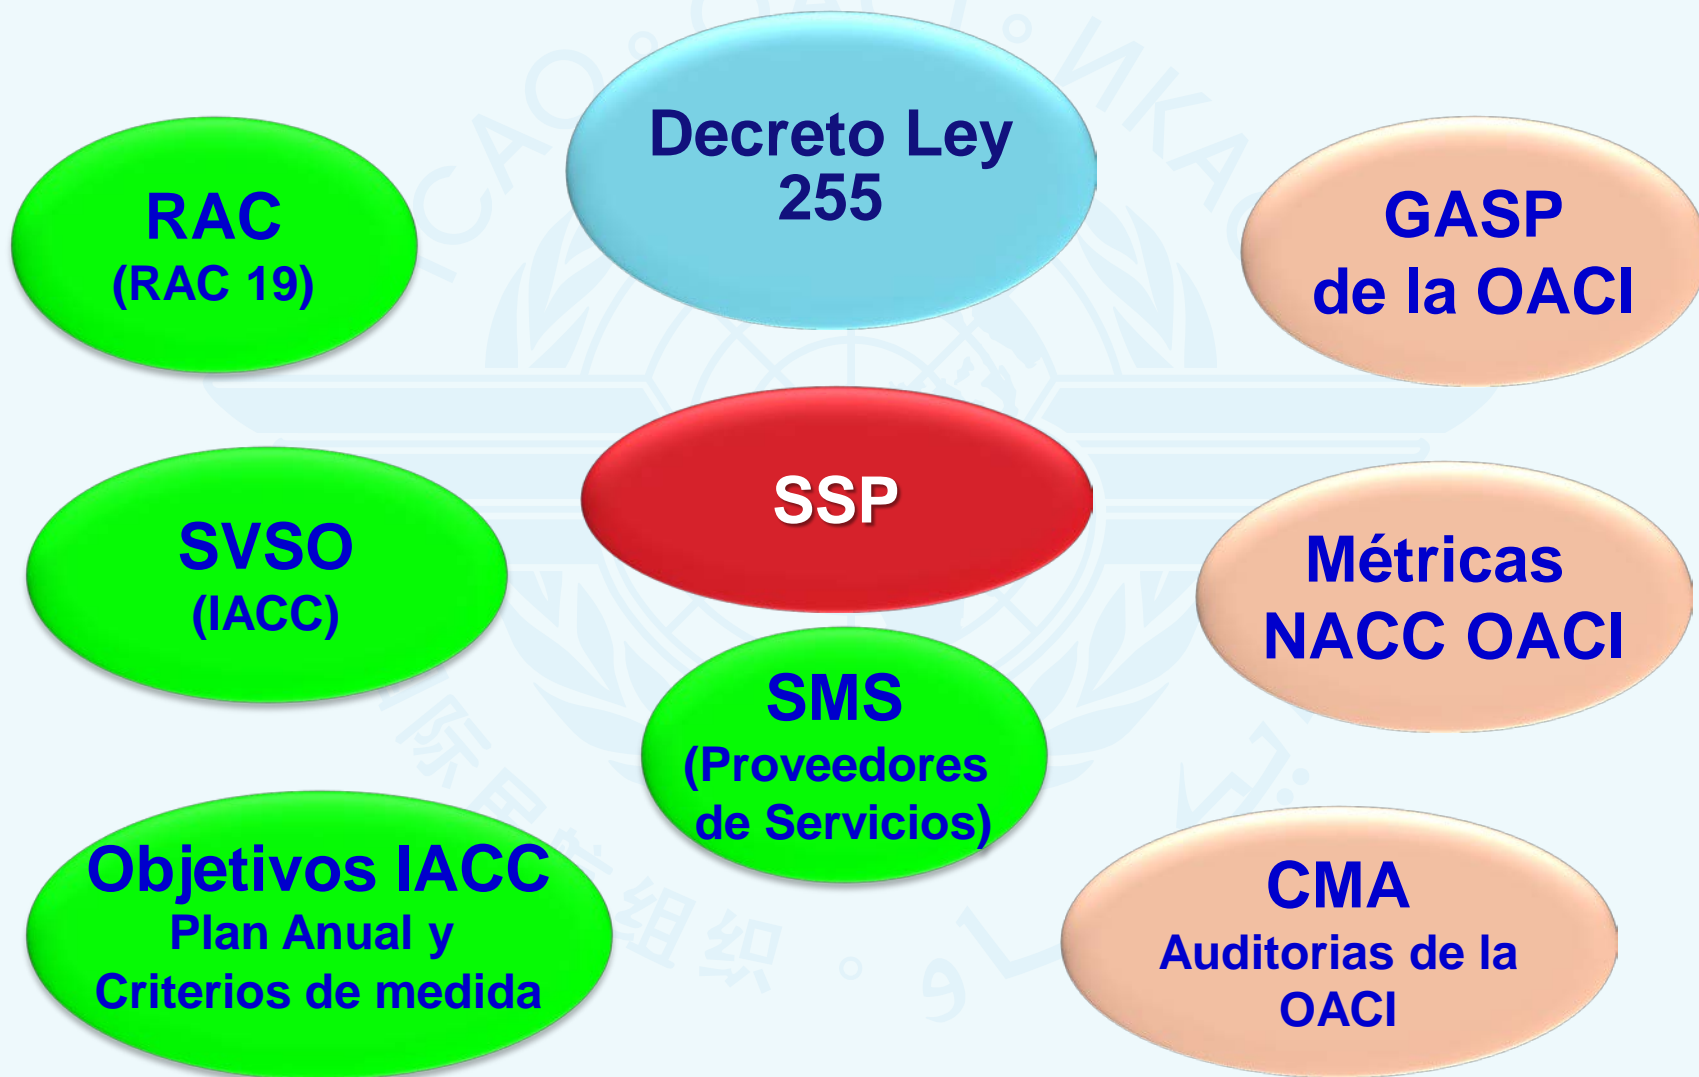 Decreto Ley
255
RAC
(RAC 19)
GASP
de la OACI
SSP
SVSO
(IACC)
Métricas
NACC OACI
SMS
(Proveedores
de Servicios)
Objetivos IACC
Plan Anual y
Criterios de medida
CMA
Auditorias de la
OACI